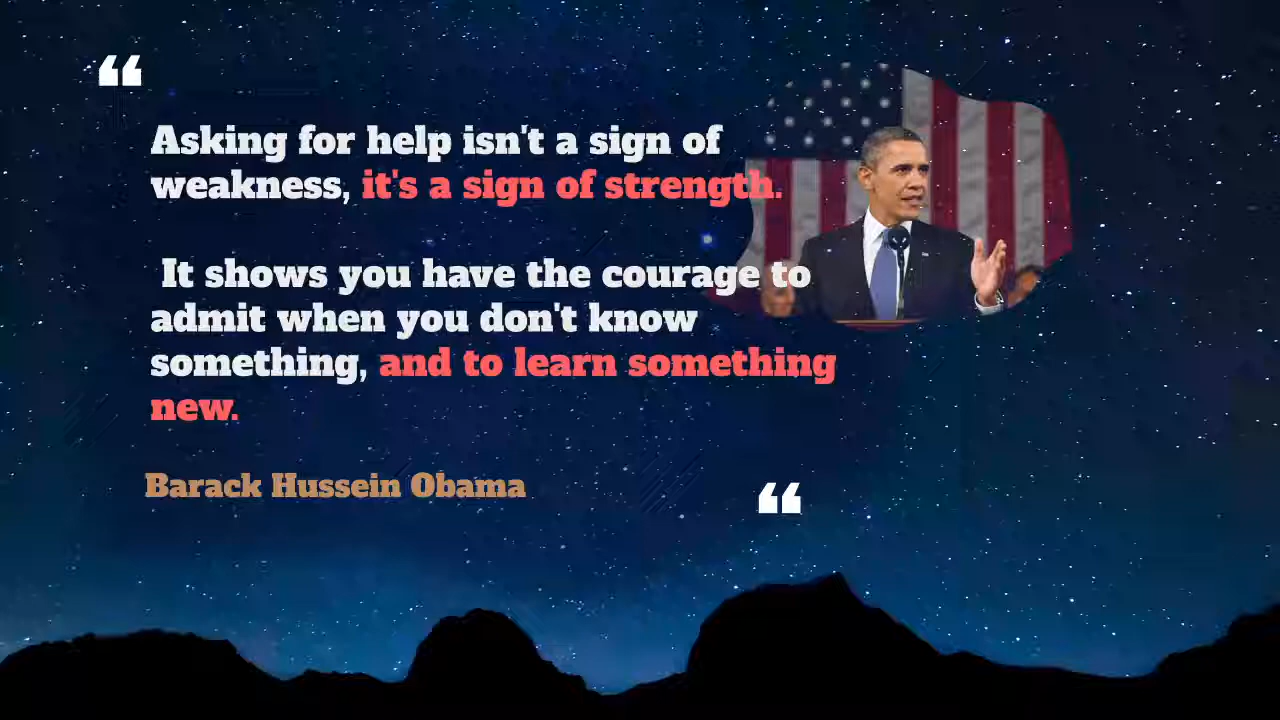 ❝
Asking for help isn't a sign of
weakness, it's a sign of strength.
It shows you have the courage to
admit when you don't know
something, and to learn something
new.
Barack Hussein Obama
❝